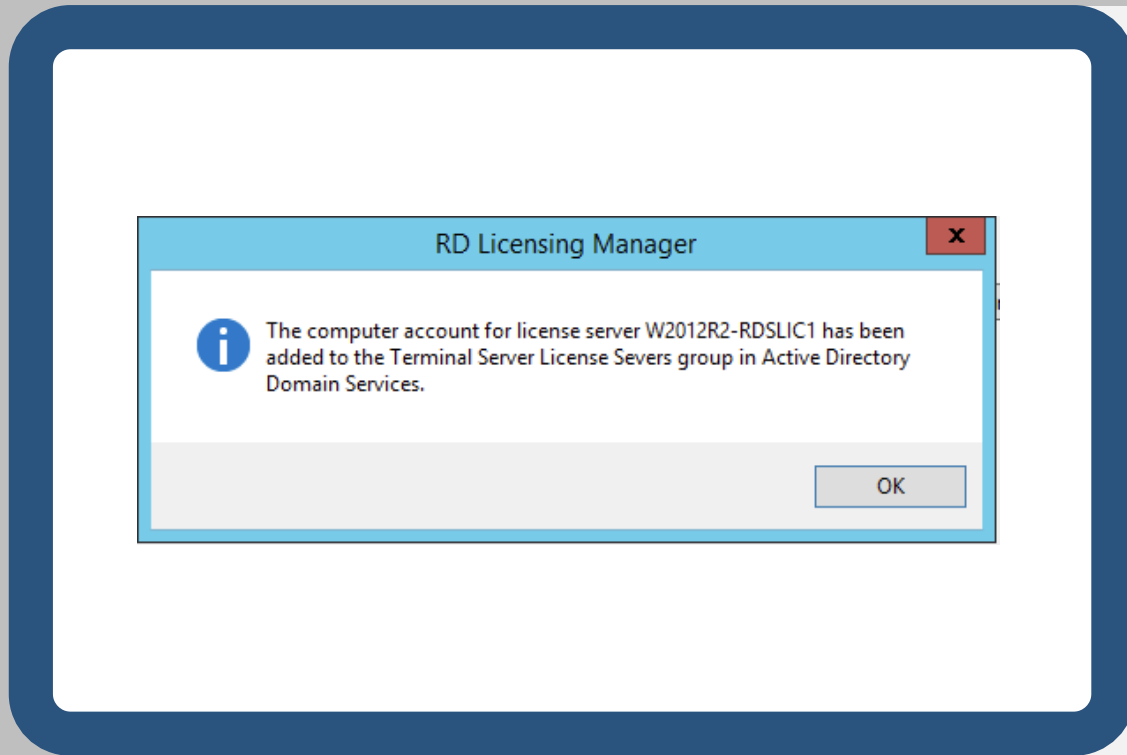 RD Licensing Manager
x
The computer account for license server W2012R2-RDSLIC1 has been
added to the Terminal Server License Severs group in Active Directory
Domain Services.
OK